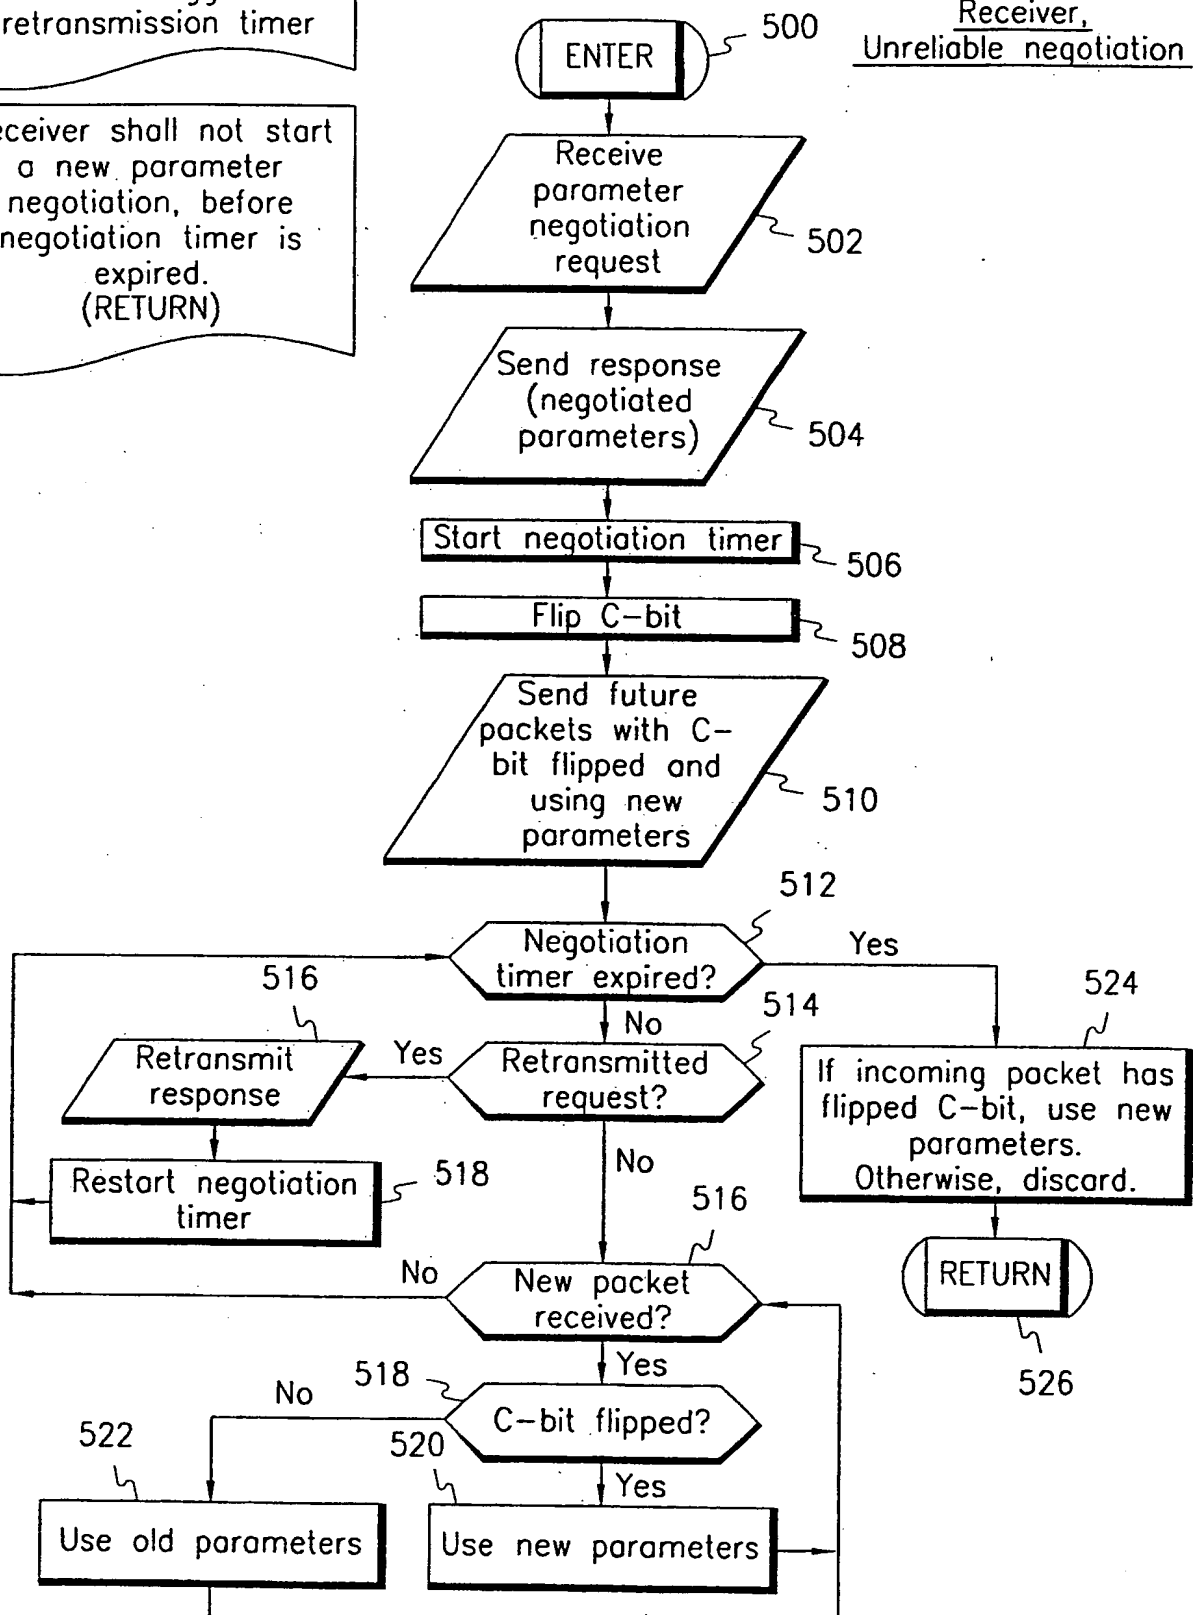 retransmission timer
receiver shall not start
a new parameter
negotiation, before
negotiation timer is
expired.
(RETURN)
Receiver,
Unreliable negotiation
ENTER
500
Receive
parameter
negotiation
request
502
Send response
(negotiated
parameters)
504
Start negotiation timer
506
Flip C-bit
508
Send future
packets with C-
bit flipped and
using new
parameters
510
512
Negotiation
timer expired?
Yes
No
514
Retransmitted
request?
Yes
No
516
Retransmit
response
Restart negotiation
timer
518
524
If incoming packet has
flipped C-bit, use new
parameters.
Otherwise, discard.
RETURN
526
516
New packet
received?
No
Yes
518
C-bit flipped?
No
Yes
522
Use old parameters
520
Use new parameters